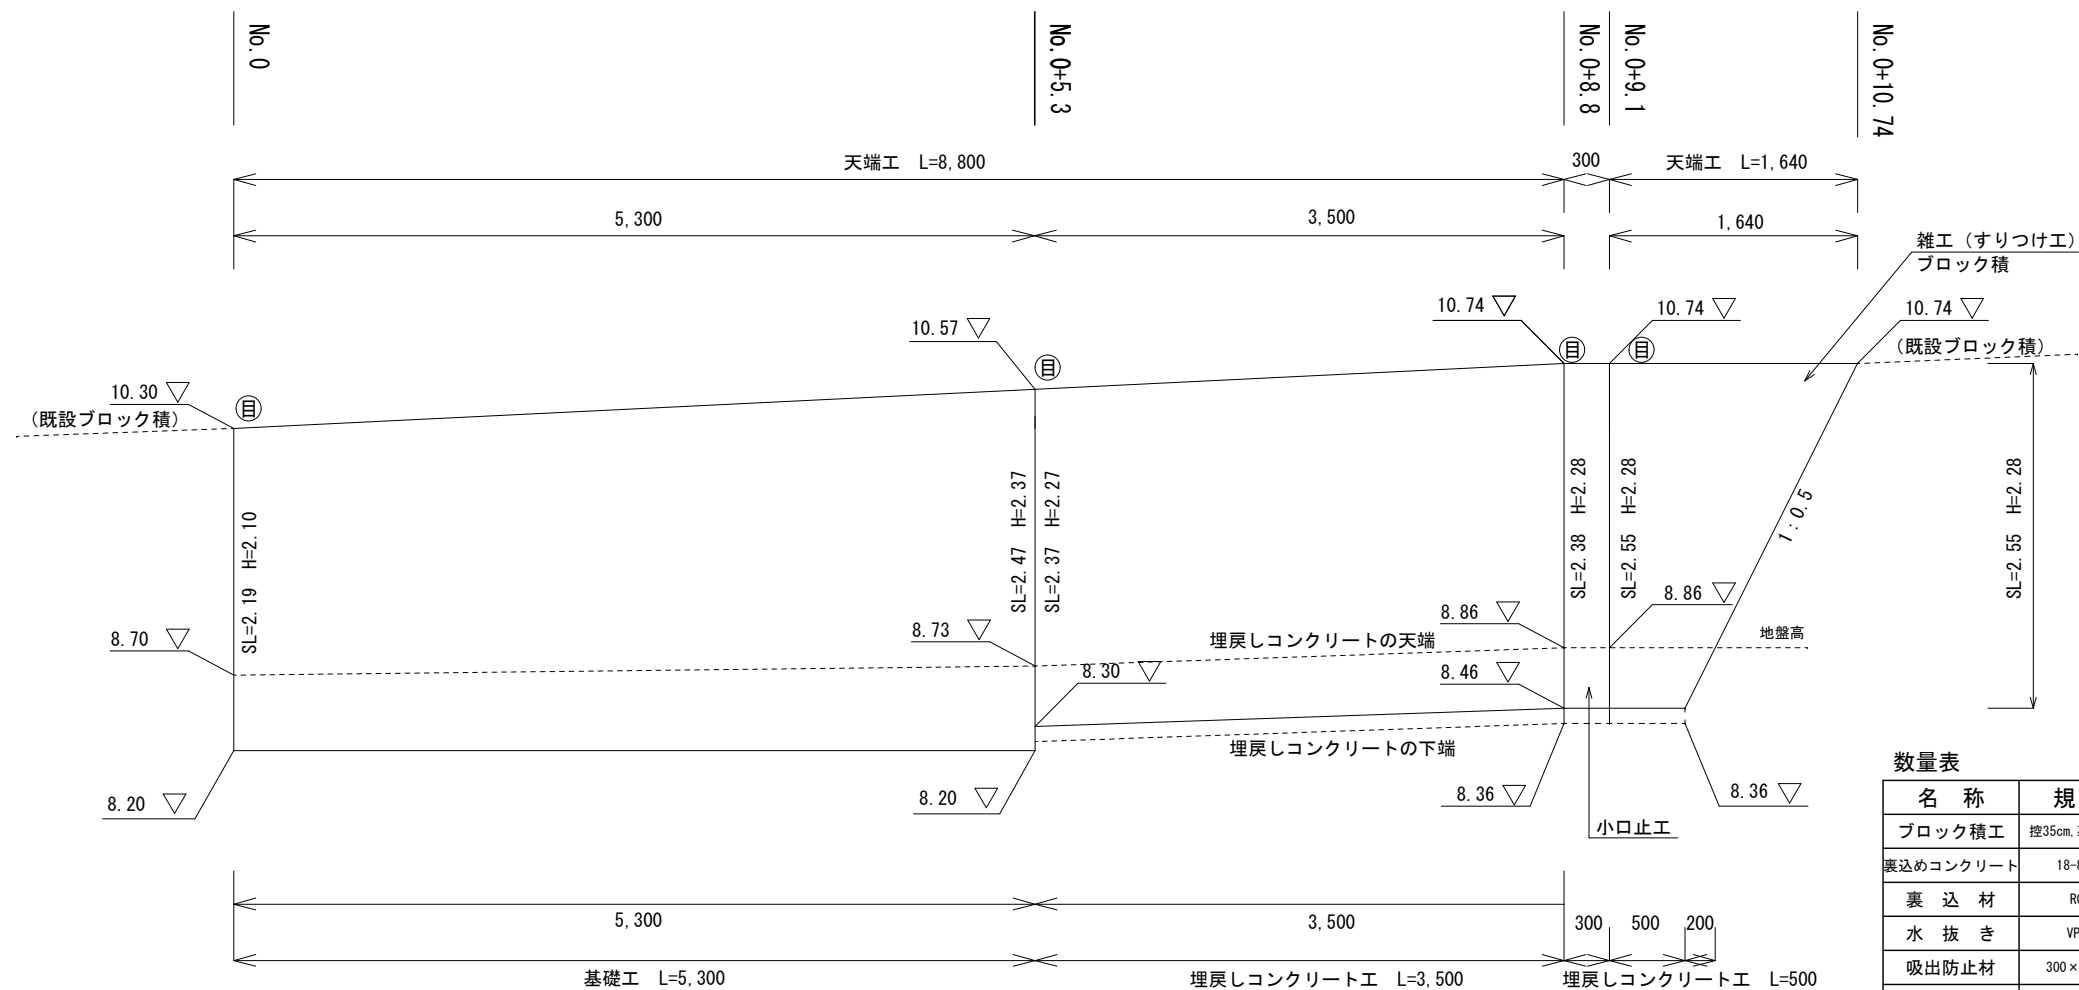 No.0
No.0+5.3
No.0+8.8
No.0+9.1
No.0+10.74
天端工 L=8,800
300
天端工 L=1,640
5,300
3,500
1,640
雑工（すりつけ工）
ブロック積
10.74
10.74
10.74
10.57
(既設ブロック積)
目
目
目
10.30
目
(既設ブロック積)
SL=2.19 H=2.10
SL=2.47 H=2.37
SL=2.37 H=2.27
SL=2.38 H=2.28
SL=2.55 H=2.28
1:0.5
SL=2.55 H=2.28
8.86
8.86
8.70
8.73
埋戻しコンクリートの天端
地盤高
8.30
8.46
埋戻しコンクリートの下端
8.20
8.20
8.36
8.36
小口止工
数量表
名 称
規
ブロック積工
控35cm,
裏込めコンクリート
18-8
裏 込 材
水 抜 き
VP
吸出防止材
300×
5,300
3,500
300
500
200
基礎工 L=5,300
埋戻しコンクリート工 L=3,500
埋戻しコンクリート工 L=500